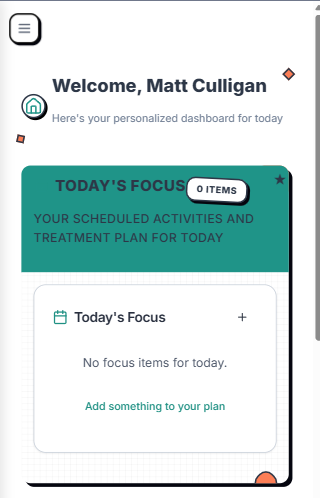 Welcome, Matt Culligan
Here's your personalized dashboard for today
TODAY'S FOCUS
0 ITEMS
YOUR SCHEDULED ACTIVITIES AND
TREATMENT PLAN FOR TODAY
Today's Focus
No focus items for today.
Add something to your plan